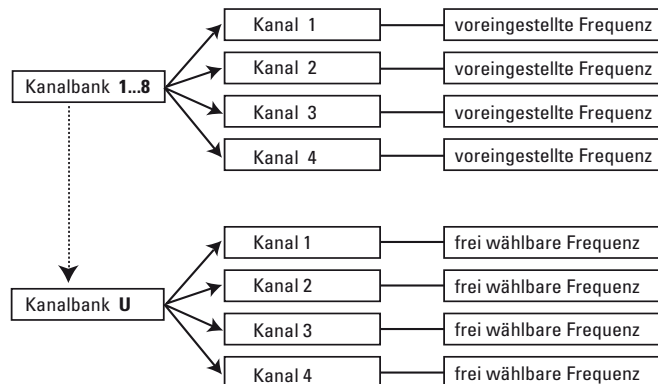 Kanal 1 voreingestellte Frequenz
Kanal 2 voreingestellte Frequenz
Kanalbank 1...8
Kanal 3 voreingestellte Frequenz
Kanal 4 voreingestellte Frequenz
Kanal 1 frei wählbare Frequenz
Kanal 2 frei wählbare Frequenz
Kanalbank U
Kanal 3 frei wählbare Frequenz
Kanal 4 frei wählbare Frequenz